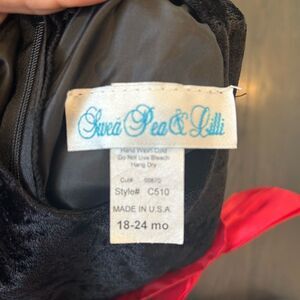 Swea Pea & Lilli
Hand Wash Cold
Do Not Use Bleach
Hang Dry
Cut#
Style# C510
MADE IN U.S.A.
18-24 mo